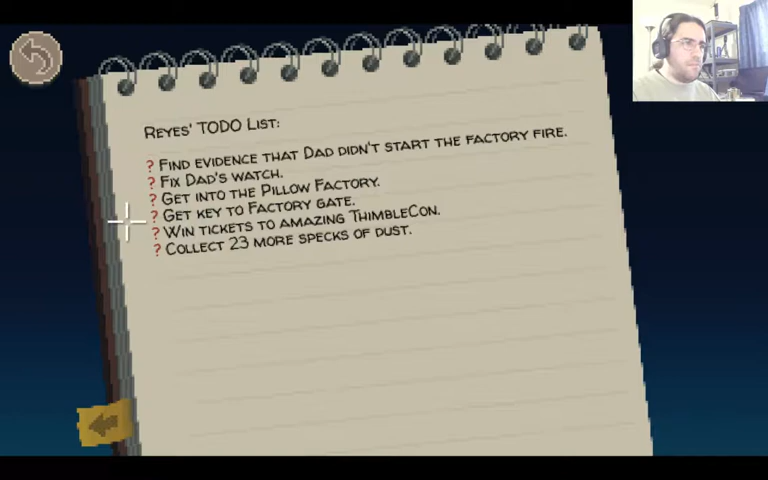 Reyes' TODO List:
? Find evidence that Dad didn't start the factory fire.
? Fix Dad's watch.
? Get into the Pillow Factory.
? Get key to Factory gate.
? Win tickets to amazing ThimbleCon.
? Collect 23 more specks of dust.